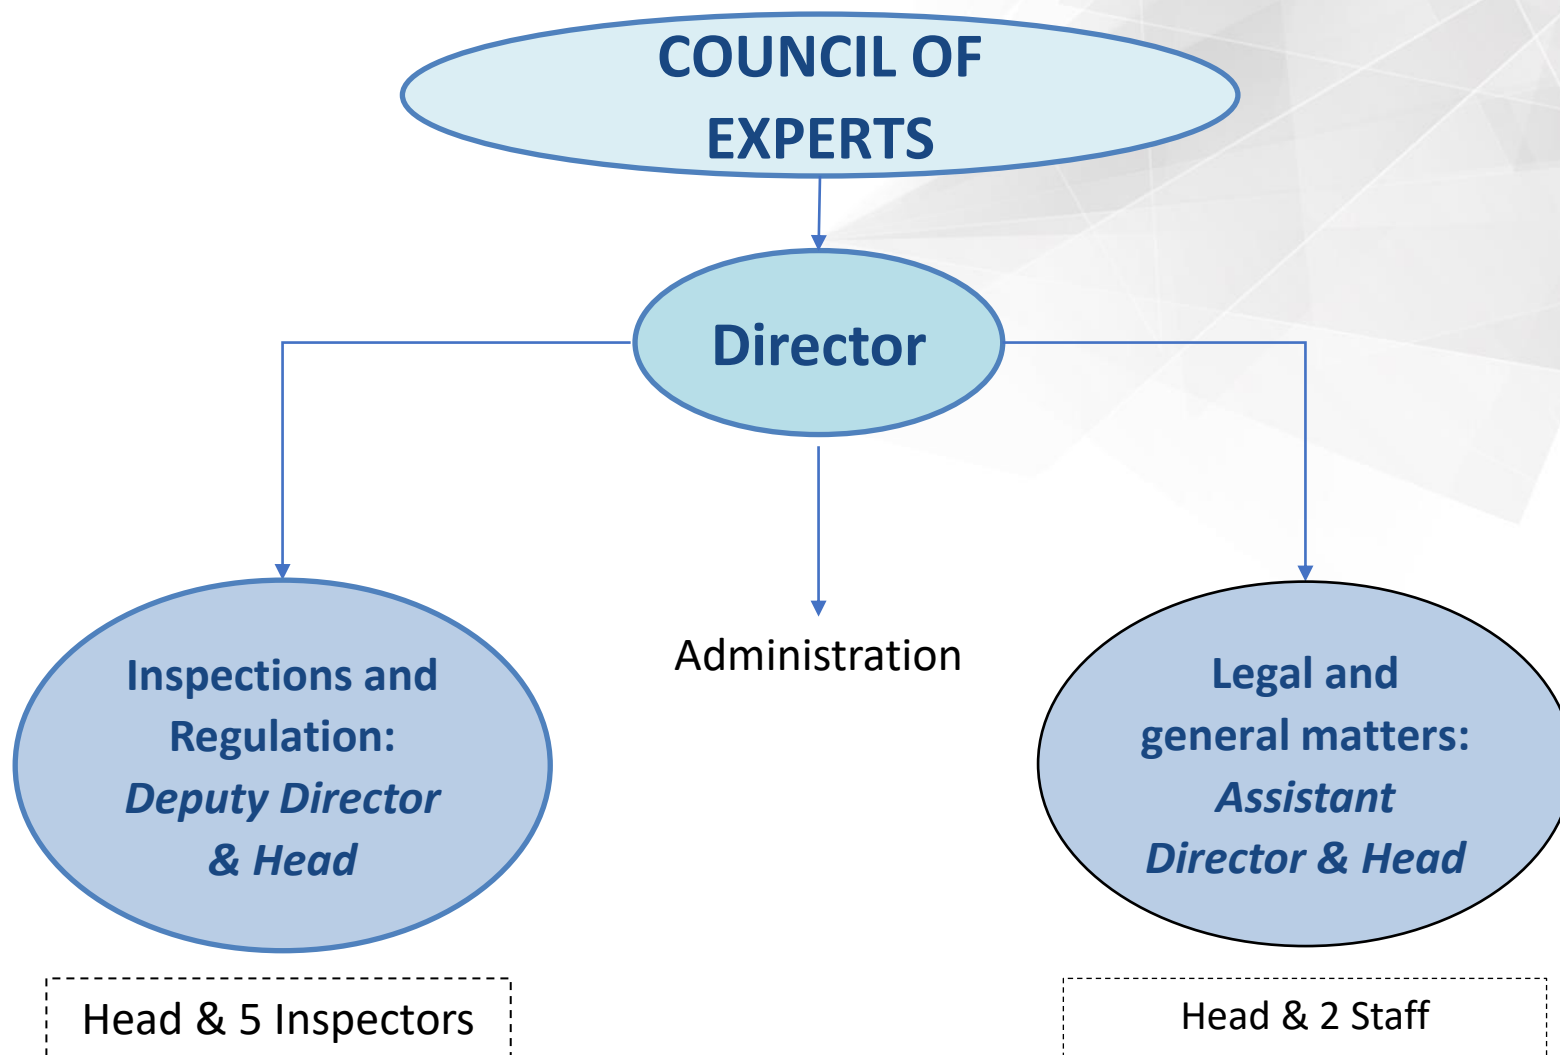 COUNCIL OF
EXPERTS
Director
Inspections and
Regulation:
Deputy Director
& Head
Administration
Legal and
general matters:
Assistant
Director & Head
Head & 5 Inspectors
Head & 2 Staff